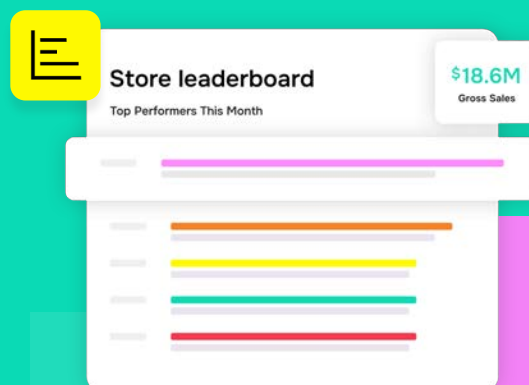 Store leaderboard
Top Performers This Month
$18.6M
Gross Sales